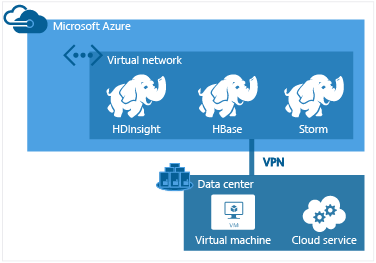 Microsoft Azure
Virtual network
HDInsight
HBase
Storm
VPN
Data center
VM
Virtual machine
Cloud service